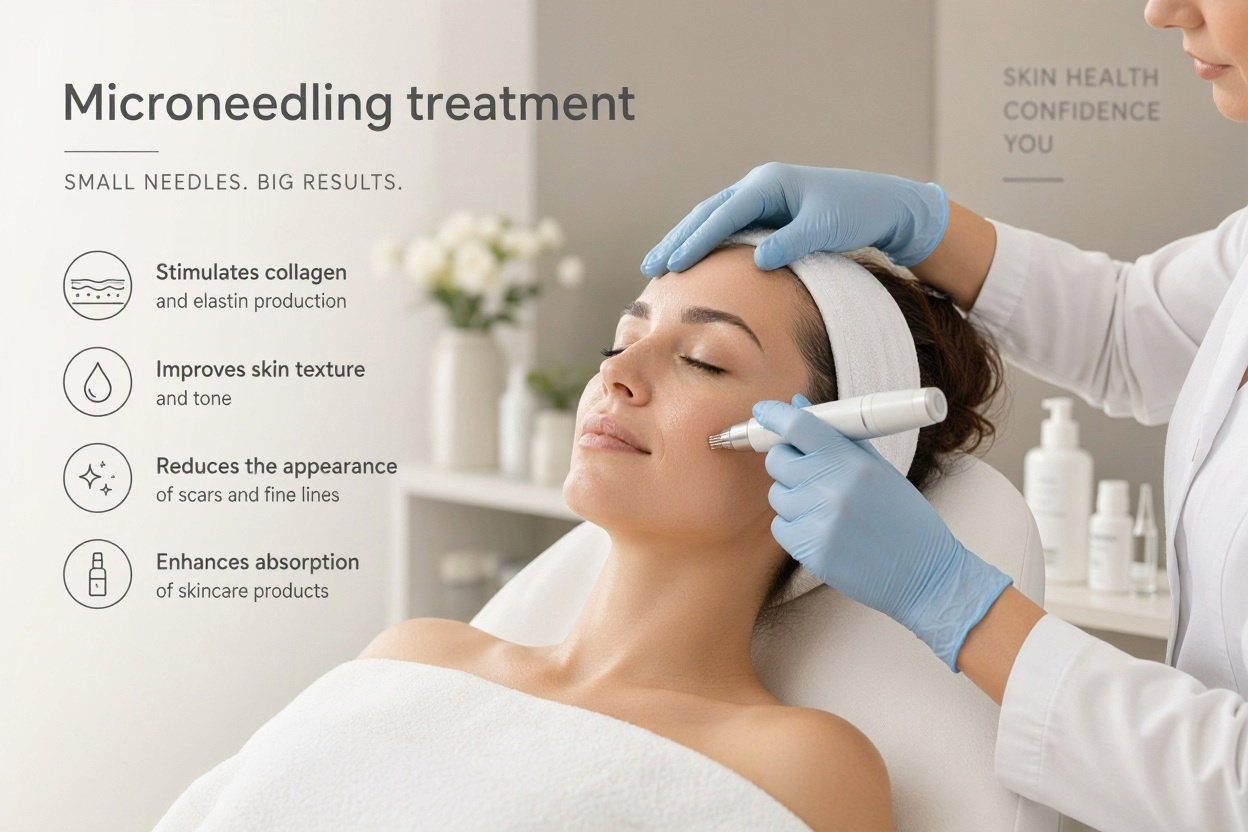 Microneedling treatment
SMALL NEEDLES. BIG RESULTS.
Stimulates collagen
and elastin production
Improves skin texture
and tone
Reduces the appearance
of scars and fine lines
Enhances absorption
of skincare products
SKIN HEALTH
CONFIDENCE
YOU